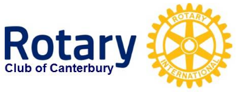 Rotary
Club of Canterbury
ROTARY
INTERNATIONAL